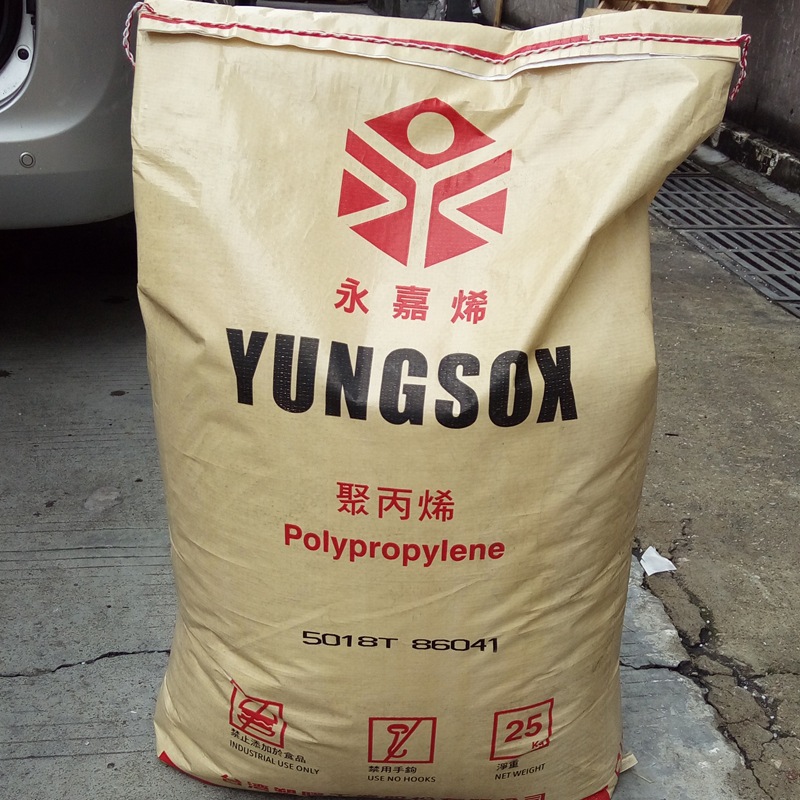 永嘉烯
YUNGSOX
聚丙烯
Polypropylene
5018T 86041
禁止添加於食品
INDUSTRIAL USE ONLY
禁用手鉤
USE NO HOOKS
25
Kg
淨重
NET WEIGHT